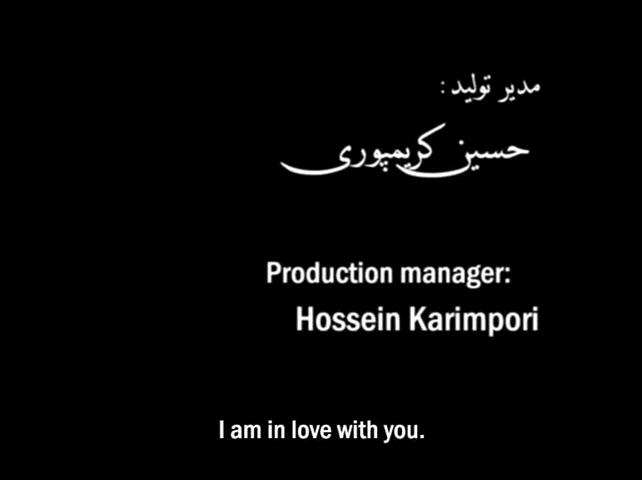 مدیر تولید :
حسین کریمپوری
Production manager:
Hossein Karimpori
I am in love with you.